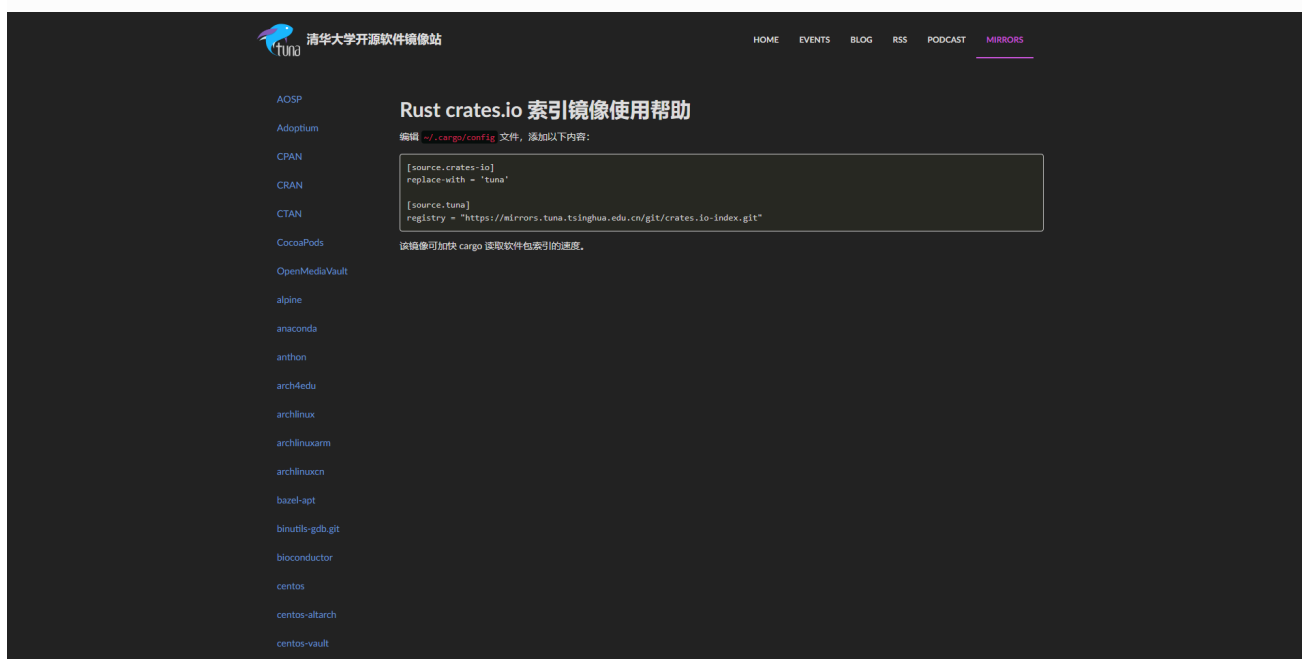 tuna 清华大学开源软件镜像站
HOME EVENTS BLOG RSS PODCAST MIRRORS
AOSP
Adoptium
CPAN
CRAN
CTAN
CocoaPods
OpenMediaVault
alpine
anaconda
anthon
arch4edu
archlinux
archlinuxarm
archlinuxcn
bazel-apt
binutils-gdb.git
bioconductor
centos
centos-altarch
centos-vault
Rust crates.io 索引镜像使用帮助
编辑 ~/.cargo/config 文件，添加以下内容：
[source.crates-io]
replace-with = 'tuna'
[source.tuna]
registry = "https://mirrors.tuna.tsinghua.edu.cn/git/crates.io-index.git"
该镜像可加快 cargo 读取软件包索引的速度。